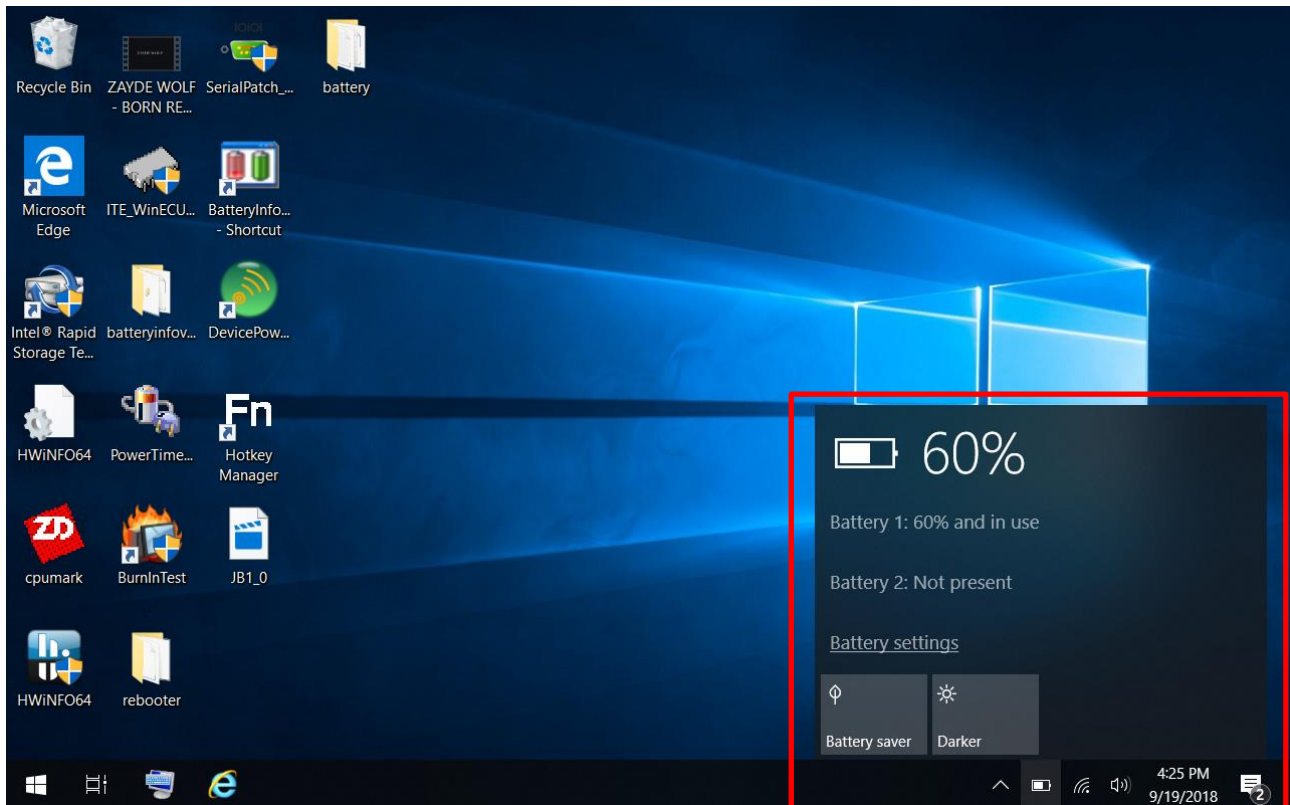 Recycle Bin
ZAYDE WOLF
- BORN RE...
SerialPatch_...
battery
Microsoft
Edge
ITE_WinECU...
BatteryInfo...
- Shortcut
Intel® Rapid
Storage Te...
batteryinfov...
DevicePow...
HWiNFO64
PowerTime...
Fn
Hotkey
Manager
ZD
cpumark
BurnInTest
JB1_0
HWiNFO64
rebooter
60%
Battery 1: 60% and in use
Battery 2: Not present
Battery settings
Battery saver
Darker
4:25 PM
9/19/2018
2